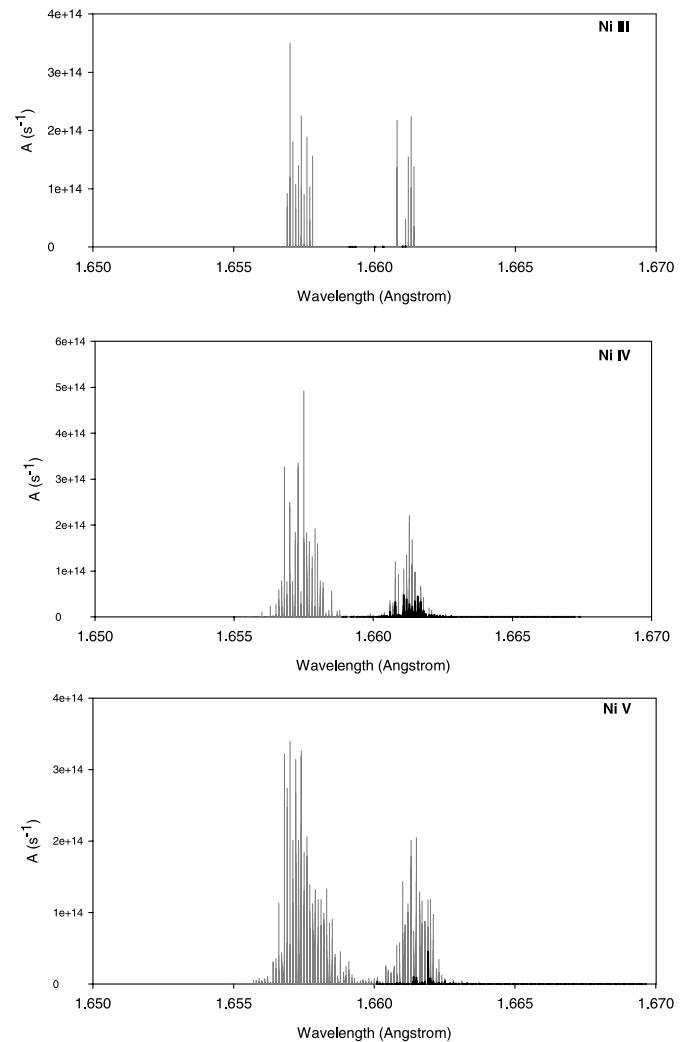 4e+14
Ni III
3e+14
A (s-1)
2e+14
1e+14
0
1.650 1.655 1.660 1.665 1.670
Wavelength (Angstrom)
6e+14
Ni IV
5e+14
4e+14
A (s-1)
3e+14
2e+14
1e+14
0
1.650 1.655 1.660 1.665 1.670
Wavelength (Angstrom)
4e+14
Ni V
3e+14
A (s-1)
2e+14
1e+14
0
1.650 1.655 1.660 1.665 1.670
Wavelength (Angstrom)